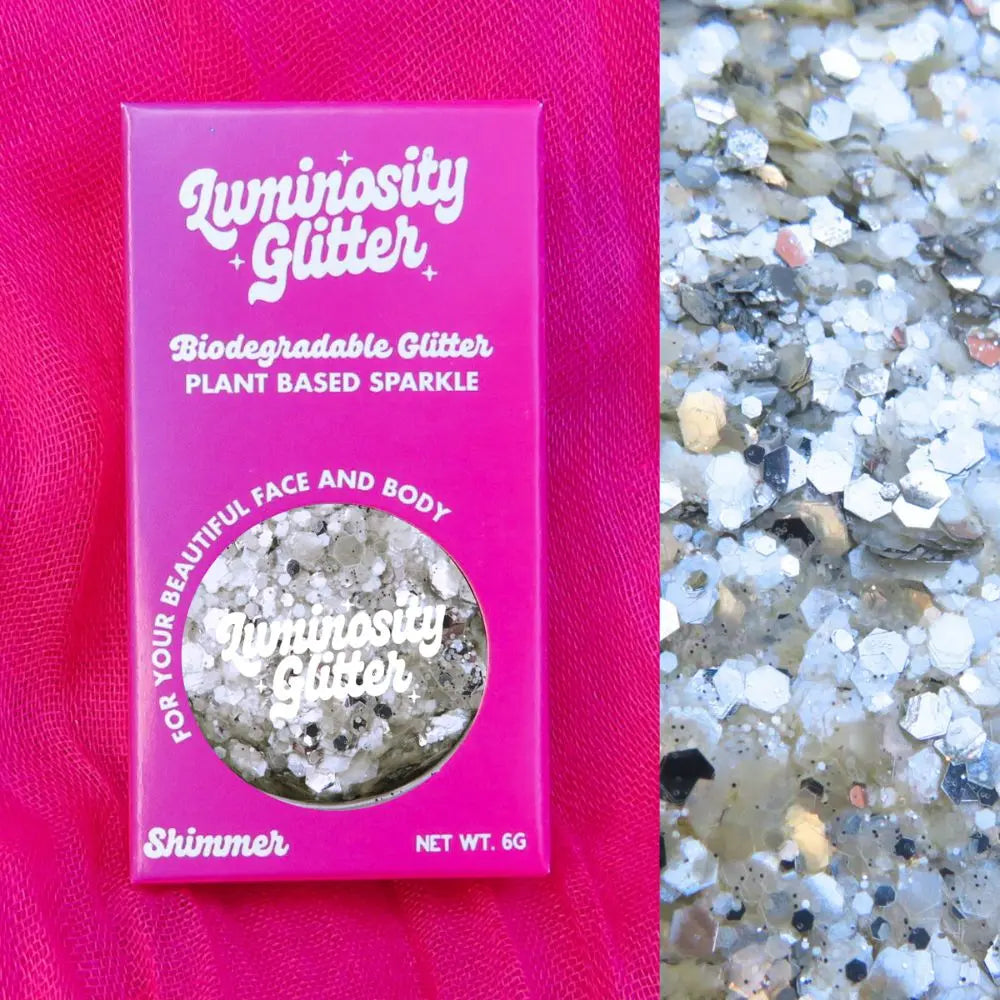 Luminosity
Glitter
Biodegradable Glitter
PLANT BASED SPARKLE
FOR YOUR BEAUTIFUL FACE AND BODY
Luminosity
Glitter
Shimmer
NET WT. 6G